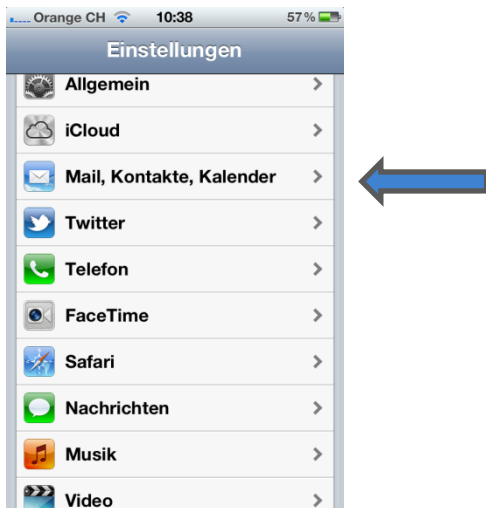 Orange CH 10:38 57%
Einstellungen
Allgemein
iCloud
Mail, Kontakte, Kalender
Twitter
Telefon
FaceTime
Safari
Nachrichten
Musik
Video